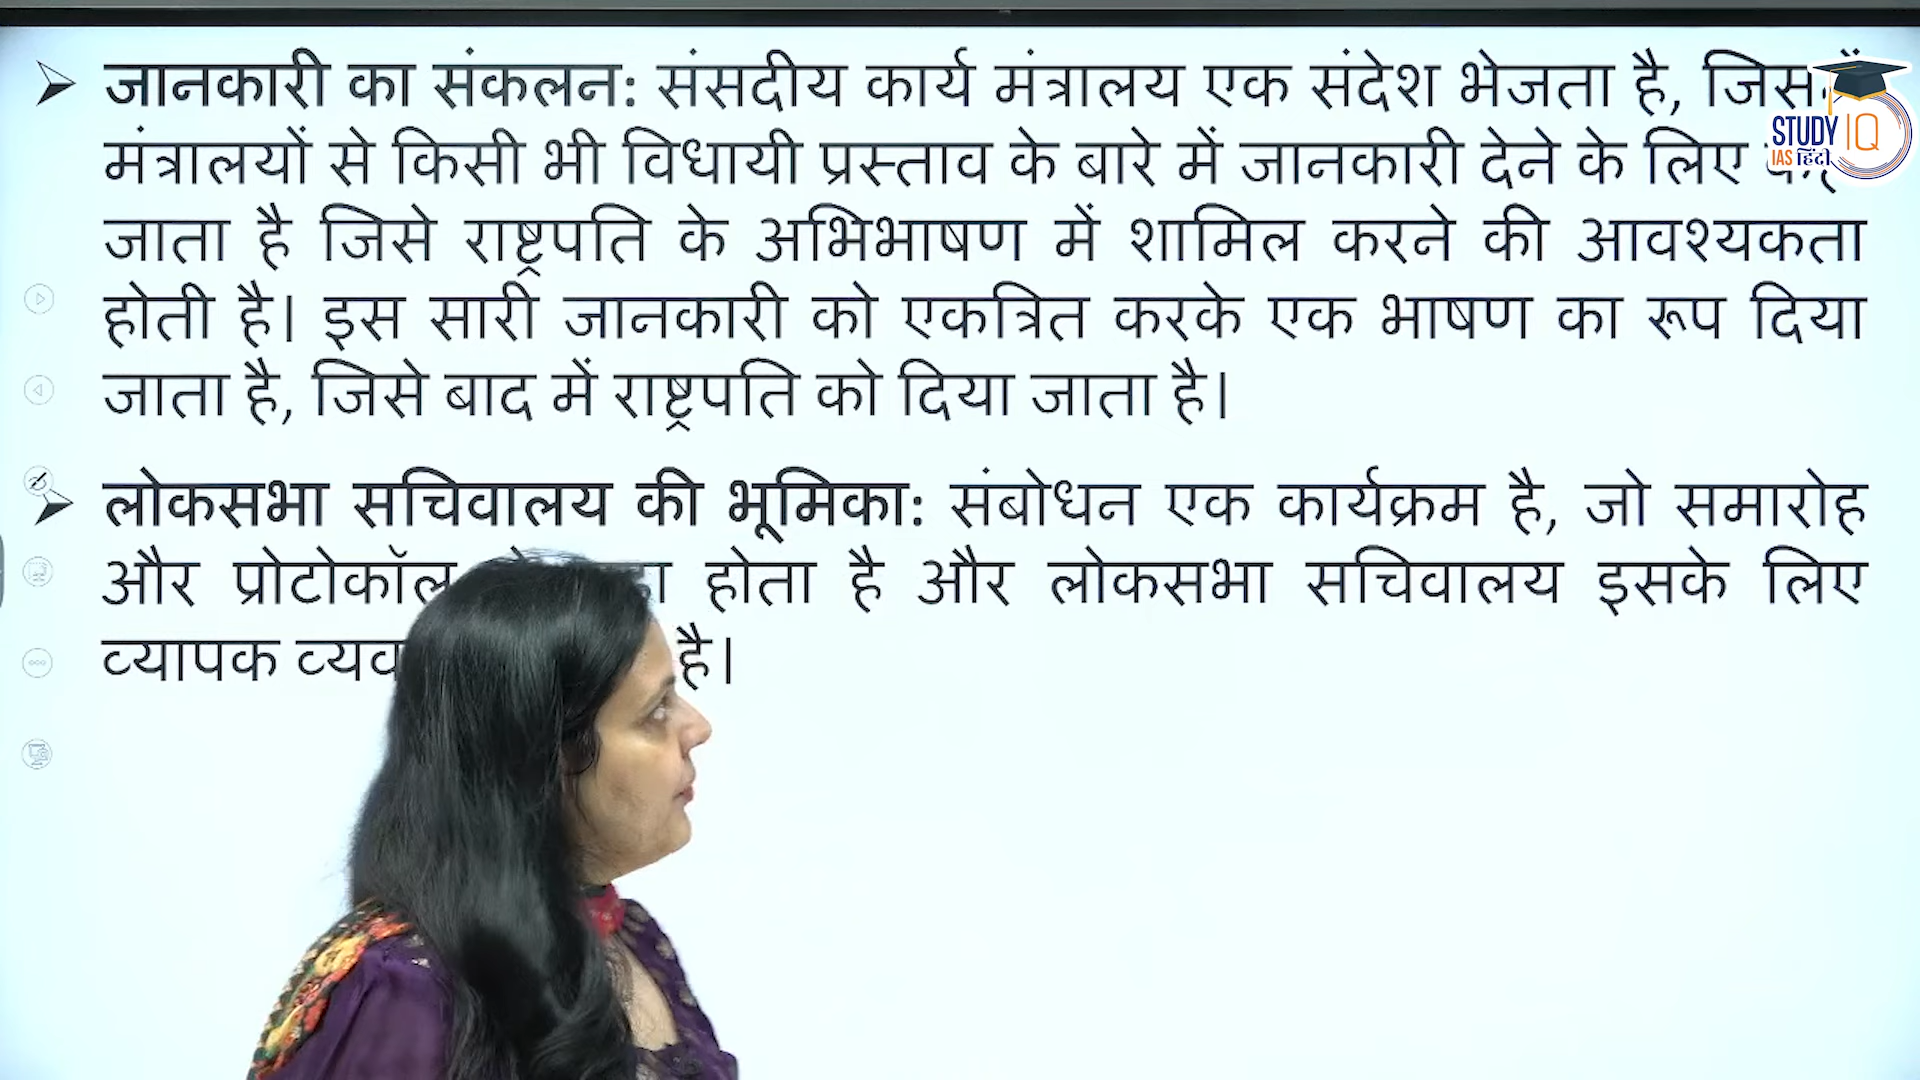 जानकारी का संकलन: संसदीय कार्य मंत्रालय एक संदेश भेजता है,
मंत्रालयों से किसी भी विधायी प्रस्ताव के बारे में जानकारी देने के लिए
जाता है जिसे राष्ट्रपति के अभिभाषण में शामिल करने की आवश्यकता
होती है। इस सारी जानकारी को एकत्रित करके एक भाषण का रूप दिया
जाता है, जिसे बाद में राष्ट्रपति को दिया जाता है।
लोकसभा सचिवालय की भूमिका: संबोधन एक कार्यक्रम है, जो समारोह
और प्रोटोकॉल होता है और लोकसभा सचिवालय इसके लिए
व्यापक है।
STUDY IQ
IAS हिंदी